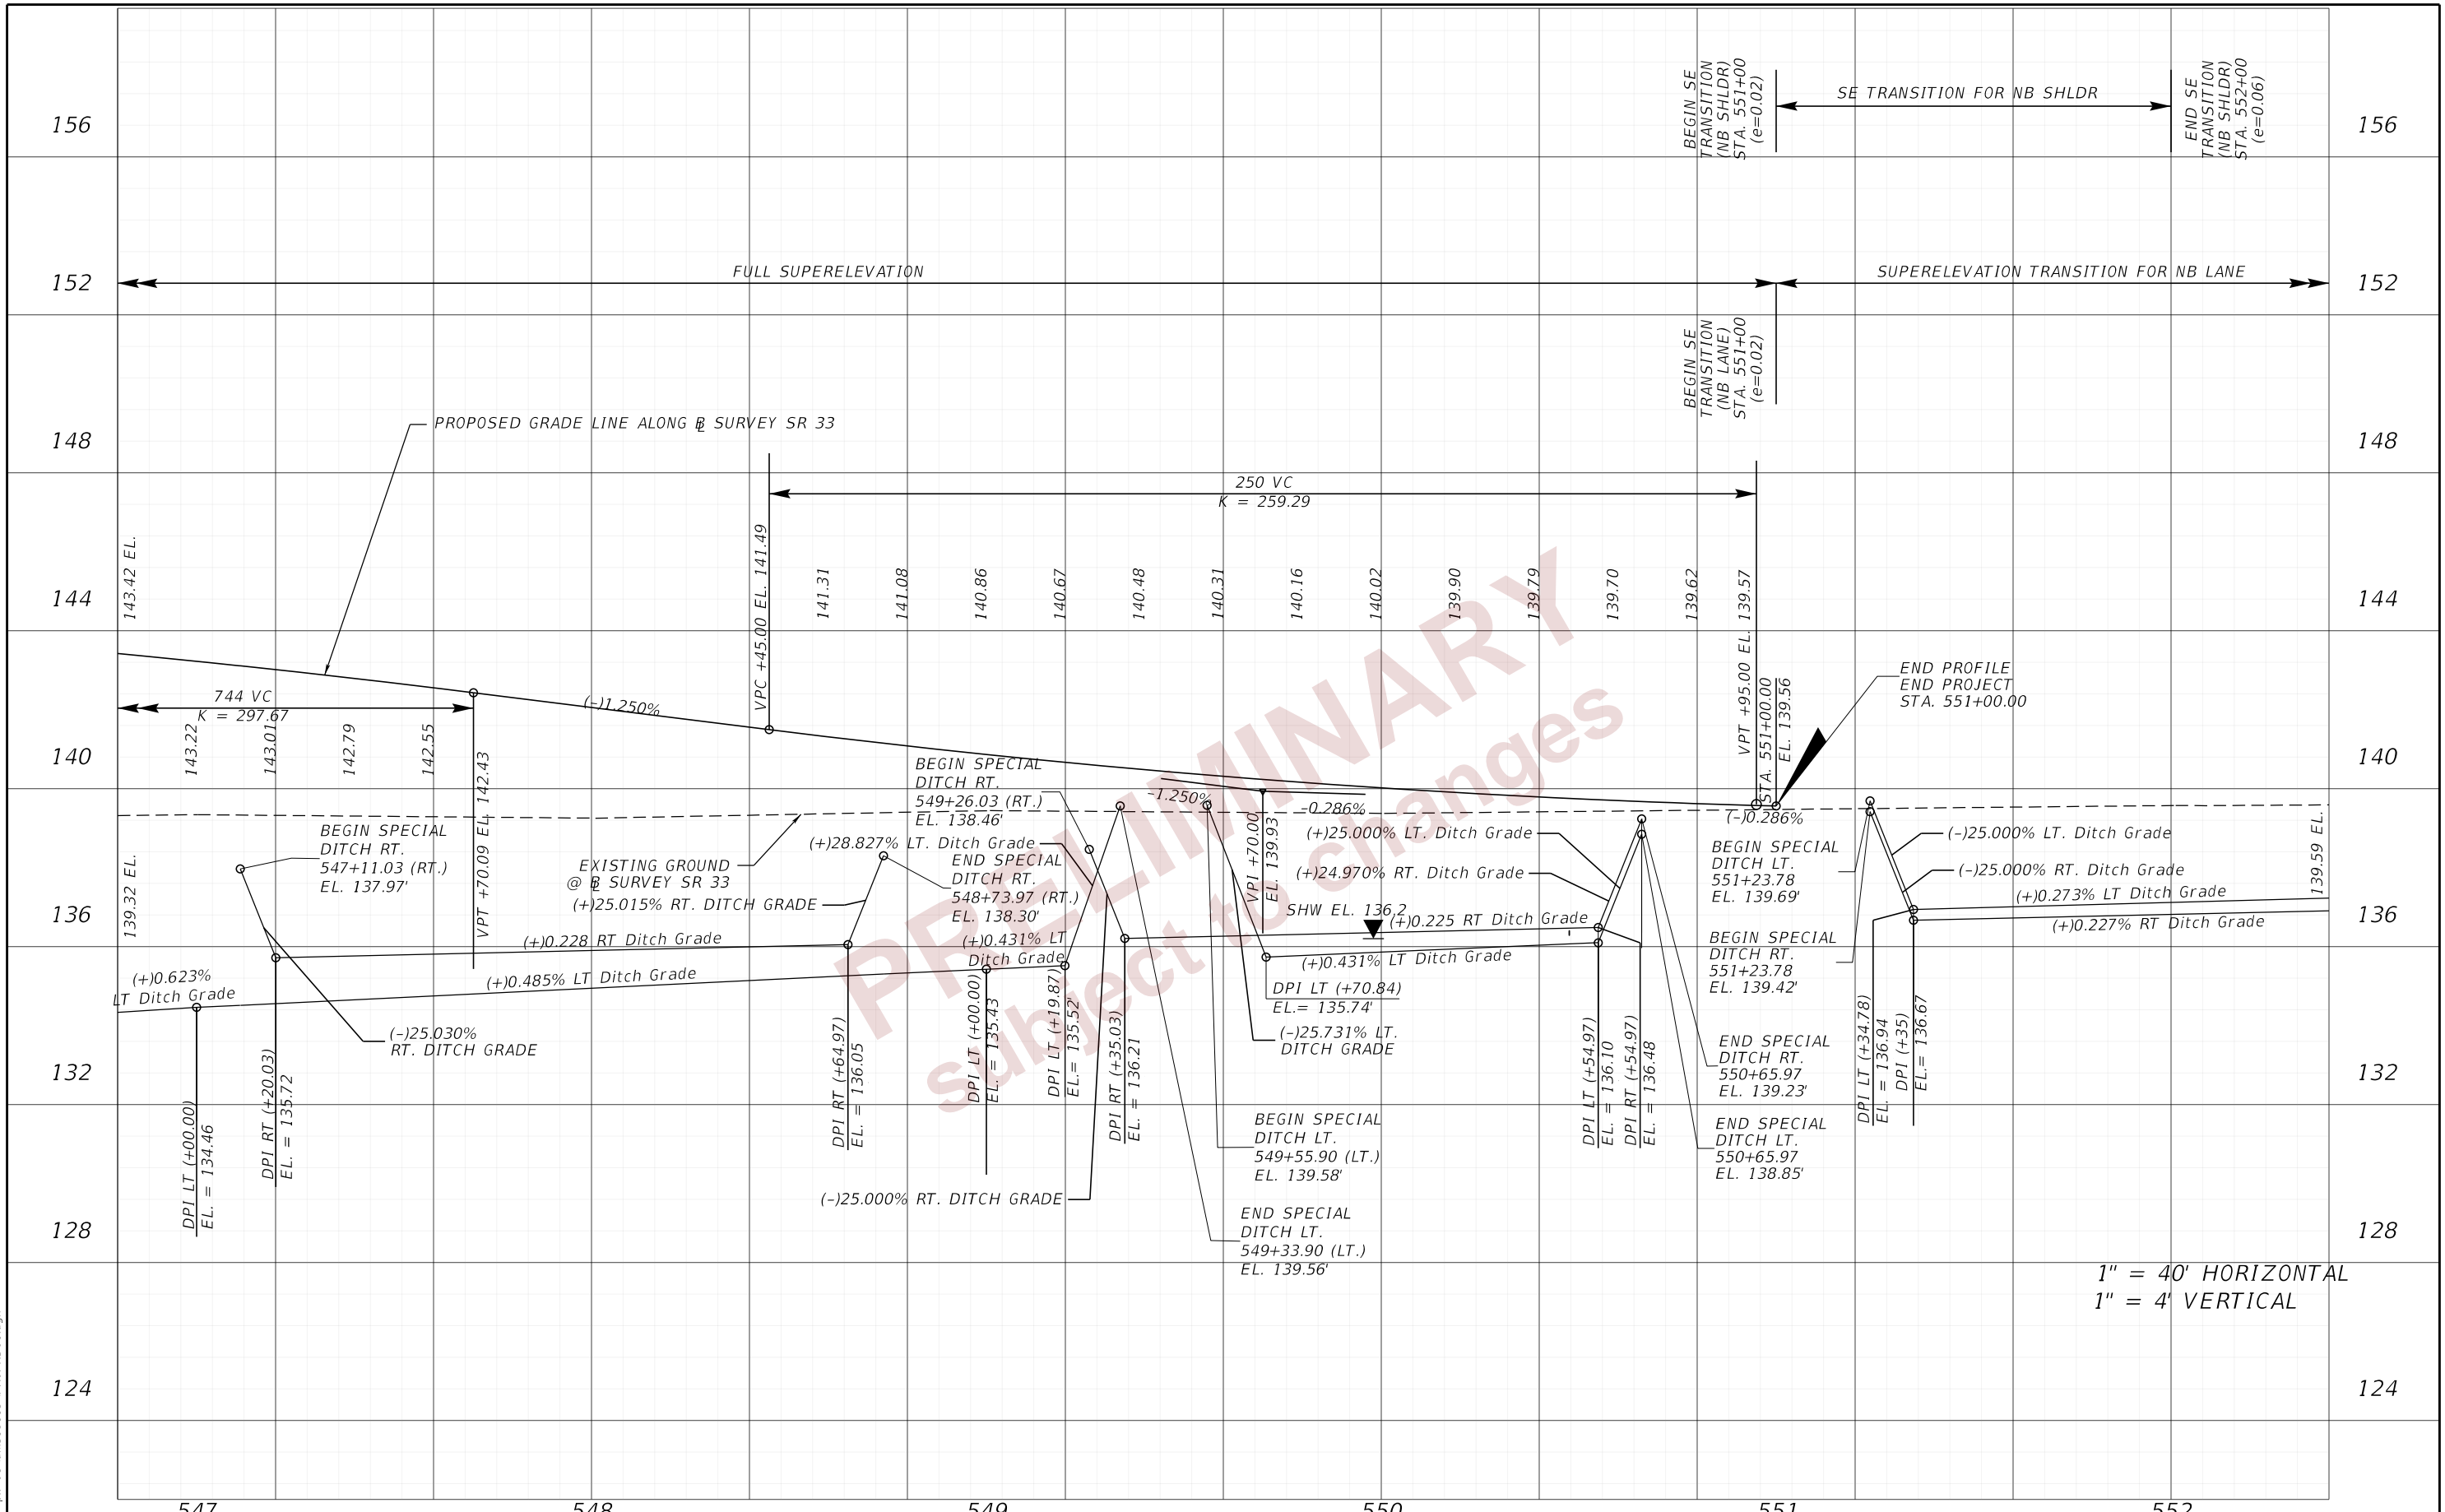 BEGIN SE
TRANSITION
(NB SHLDR)
STA. 551+00
(e=0.02)
SE TRANSITION FOR NB SHLDR
END SE
TRANSITION
(NB SHLDR)
STA. 552+00
(e=0.06)
156
156
FULL SUPERELEVATION
SUPERELEVATION TRANSITION FOR NB LANE
152
152
BEGIN SE
TRANSITION
(NB LANE)
STA. 551+00
(e=0.02)
PROPOSED GRADE LINE ALONG BL SURVEY SR 33
148
148
250 VC
K = 259.29
143.42 EL.
VPC +45.00 EL. 141.49
141.31
141.08
140.86
140.67
140.48
140.31
140.16
140.02
139.90
139.79
139.70
139.62
VPT +95.00 EL. 139.57
144
144
STA. 551+00.00
EL. 139.56
END PROFILE
END PROJECT
STA. 551+00.00
744 VC
K = 297.67
(-)1.250%
143.22
143.01
142.79
142.55
VPT +70.09 EL. 142.43
140
140
BEGIN SPECIAL
DITCH RT.
549+26.03 (RT.)
EL. 138.46'
-1.250%
-0.286%
(-)0.286%
VPI +70.00
EL. 139.93
139.32 EL.
139.59 EL.
BEGIN SPECIAL
DITCH RT.
547+11.03 (RT.)
EL. 137.97'
EXISTING GROUND
@ BL SURVEY SR 33
(+)28.827% LT. Ditch Grade
END SPECIAL
DITCH RT.
548+73.97 (RT.)
EL. 138.30'
(+)25.015% RT. DITCH GRADE
(+)25.000% LT. Ditch Grade
(+)24.970% RT. Ditch Grade
BEGIN SPECIAL
DITCH LT.
551+23.78
EL. 139.69'
(-)25.000% LT. Ditch Grade
(-)25.000% RT. Ditch Grade
(+)0.273% LT Ditch Grade
(+)0.227% RT Ditch Grade
136
136
SHW EL. 136.2
(+)0.225 RT Ditch Grade
(+)0.228 RT Ditch Grade
(+)0.431% LT
Ditch Grade
(+)0.431% LT Ditch Grade
BEGIN SPECIAL
DITCH RT.
551+23.78
EL. 139.42'
(+)0.623%
LT Ditch Grade
(+)0.485% LT Ditch Grade
DPI LT (+70.84)
EL.= 135.74'
(-)25.030%
RT. DITCH GRADE
(-)25.731% LT.
DITCH GRADE
132
132
DPI LT (+00.00)
EL. = 134.46
DPI RT (+20.03)
EL. = 135.72
DPI RT (+64.97)
EL. = 136.05
DPI LT (+00.00)
EL. = 135.43
DPI LT (+19.87)
EL.= 135.52'
DPI RT (+35.03)
EL. = 136.21
DPI LT (+54.97)
EL. = 136.10
DPI RT (+54.97)
EL. = 136.48
DPI LT (+34.78)
EL. = 136.94
DPI (+35)
EL.= 136.67
END SPECIAL
DITCH RT.
550+65.97
EL. 139.23'
END SPECIAL
DITCH LT.
550+65.97
EL. 138.85'
BEGIN SPECIAL
DITCH LT.
549+55.90 (LT.)
EL. 139.58'
(-)25.000% RT. DITCH GRADE
END SPECIAL
DITCH LT.
549+33.90 (LT.)
EL. 139.56'
128
128
1" = 40' HORIZONTAL
1" = 4' VERTICAL
124
124
547
548
549
550
551
552
PRELIMINARY
subject to changes